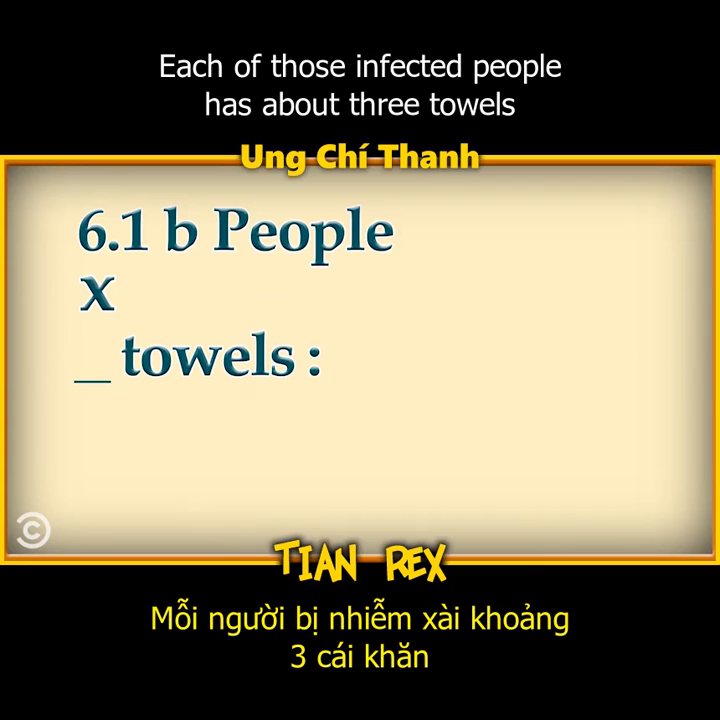 Each of those infected people
has about three towels
Ung Chí Thanh
6.1 b People
x
_ towels :
TIAN REX
Mỗi người bị nhiễm xài khoảng
3 cái khăn